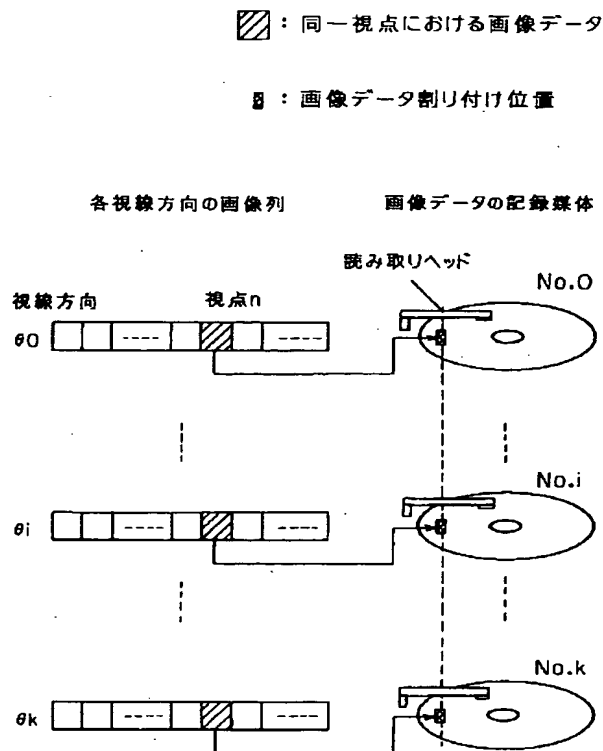 : 同一視点における画像データ
: 画像データ割り付け位置
各視線方向の画像列 画像データの記録媒体
読み取りヘッド
No.0
視線方向 視点n
θ0
No.i
θi
No.k
θk